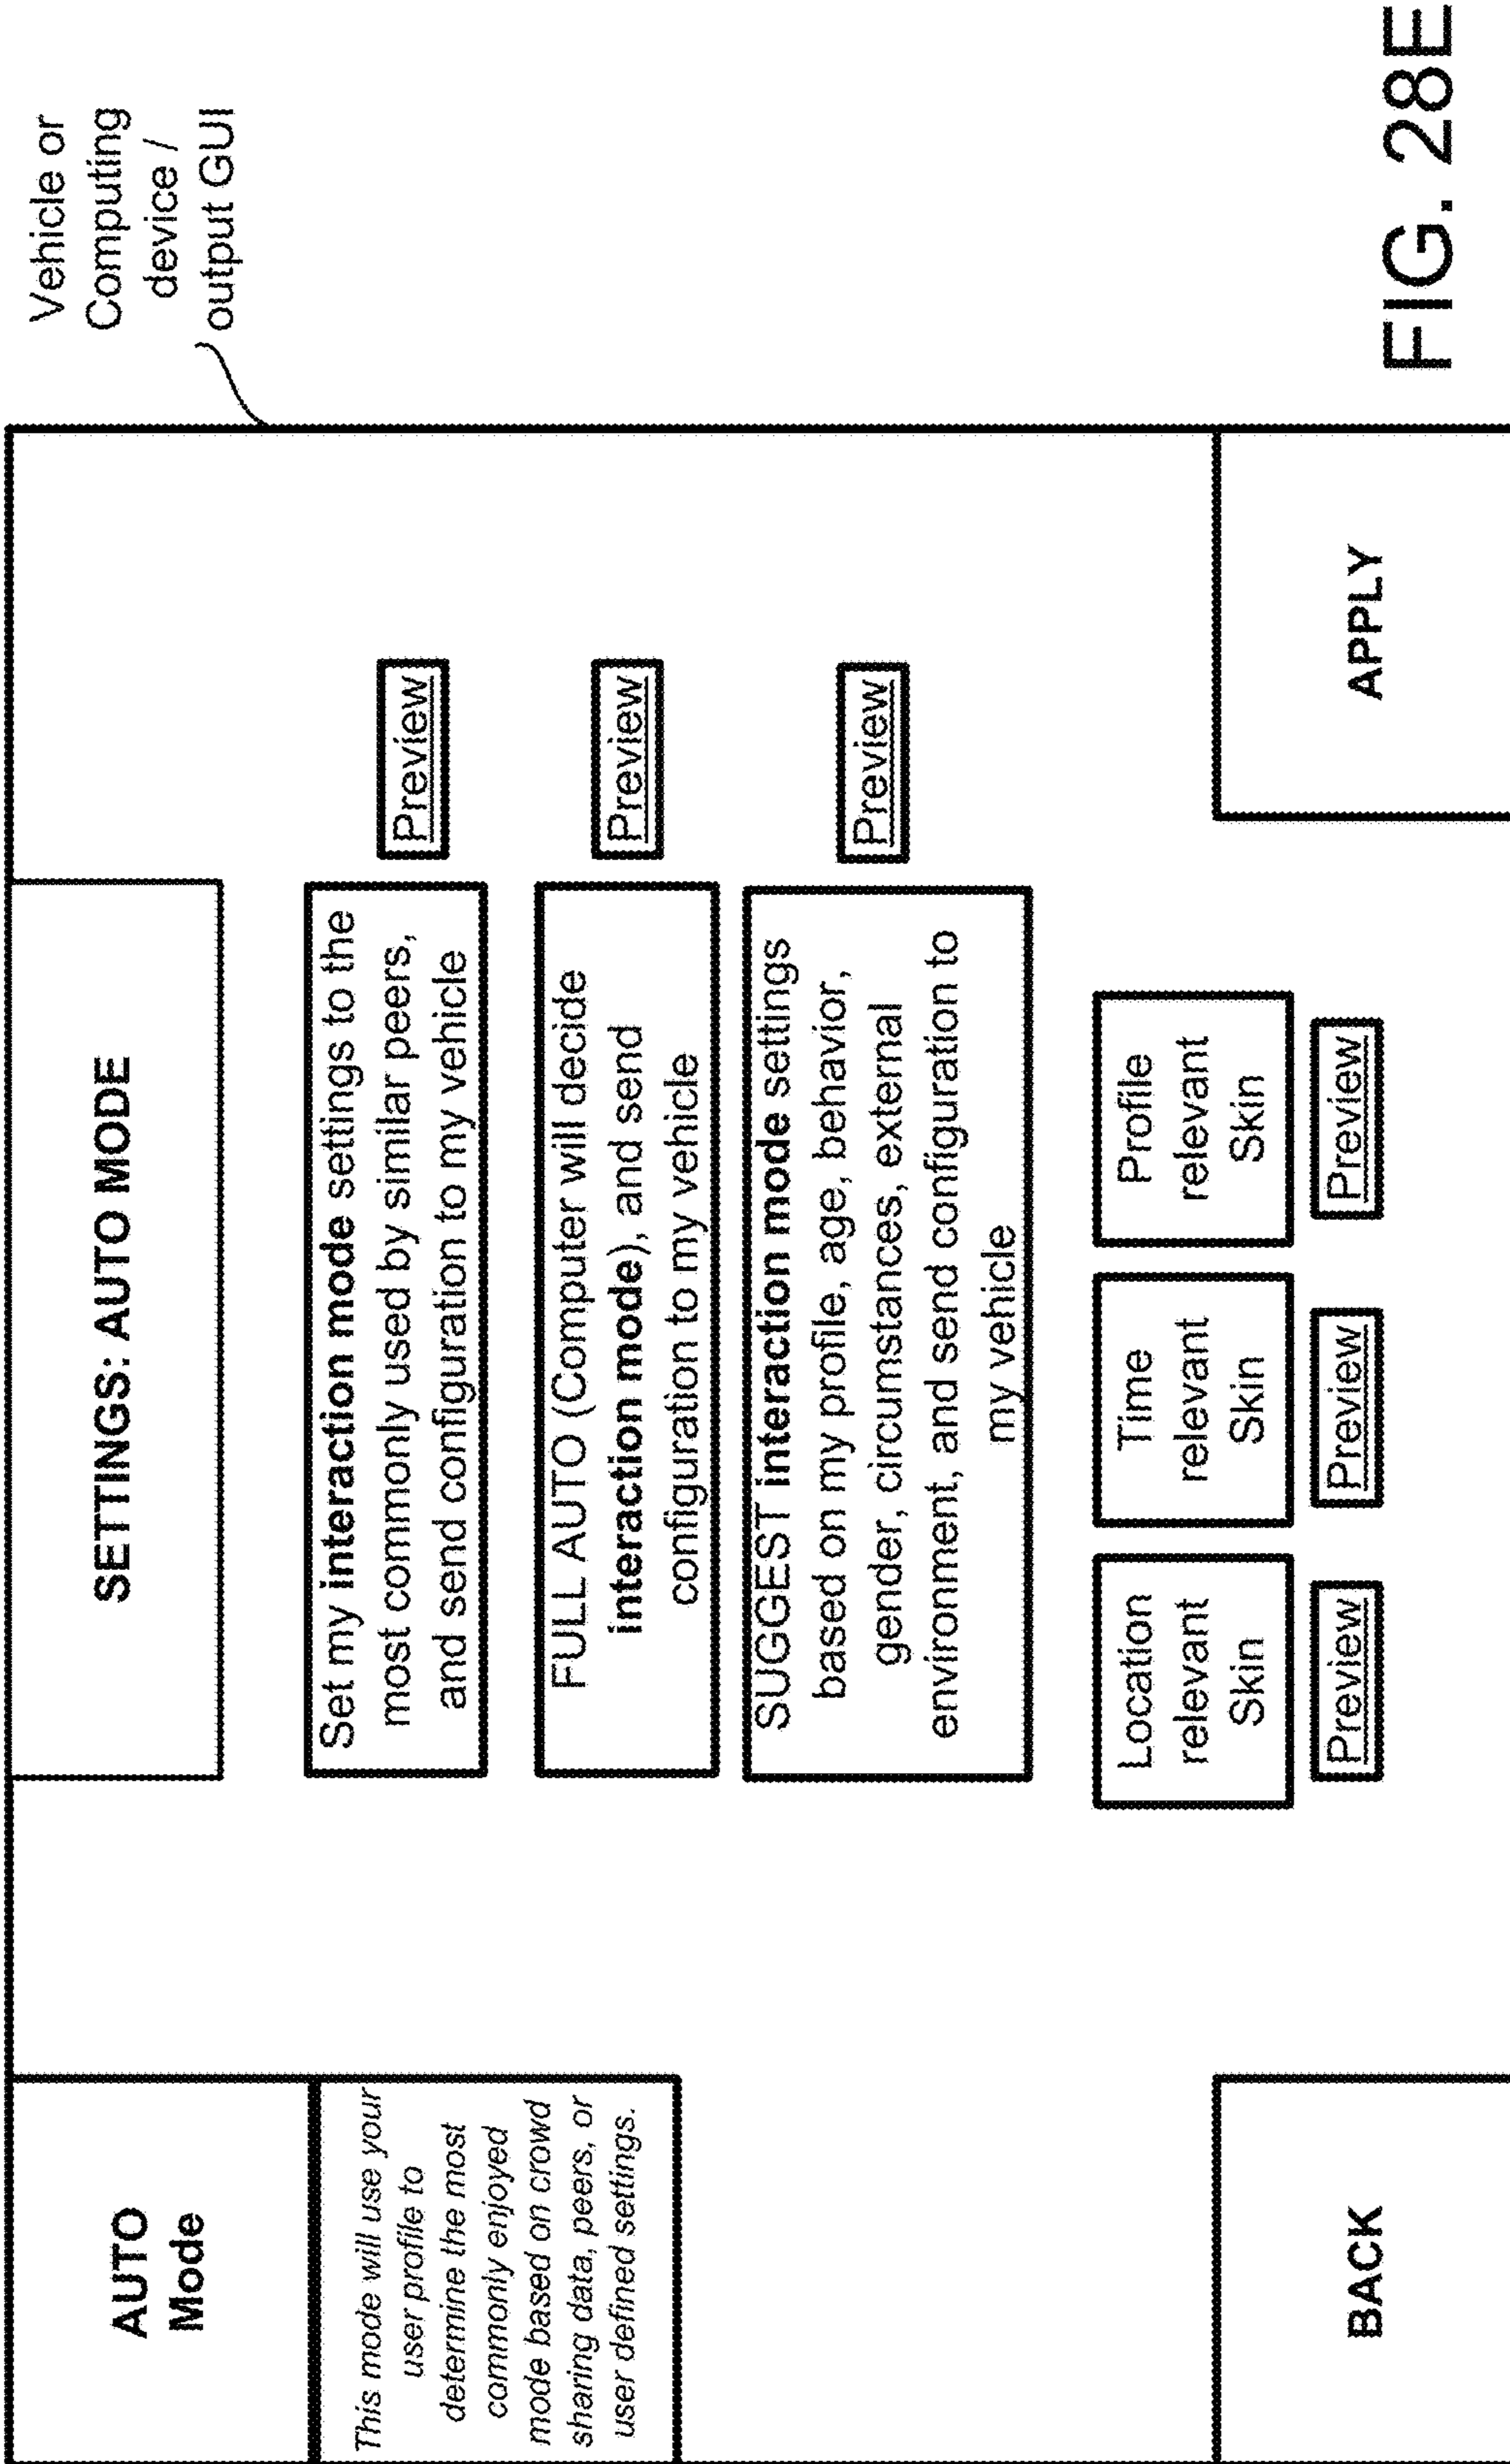 Vehicle or
Computing
device /
output GUI
AUTO
Mode
This mode will use your
user profile to
determine the most
commonly enjoyed
mode based on crowd
sharing data, peers, or
user defined settings.
SETTINGS: AUTO MODE
Set my interaction mode settings to the
most commonly used by similar peers,
and send configuration to my vehicle
Preview
FULL AUTO (Computer will decide
interaction mode), and send
configuration to my vehicle
Preview
SUGGEST interaction mode settings
based on my profile, age, behavior,
gender, circumstances, external
environment, and send configuration to
my vehicle
Preview
Location
relevant
Skin
Preview
Time
relevant
Skin
Preview
Profile
relevant
Skin
Preview
BACK
APPLY
FIG. 28E